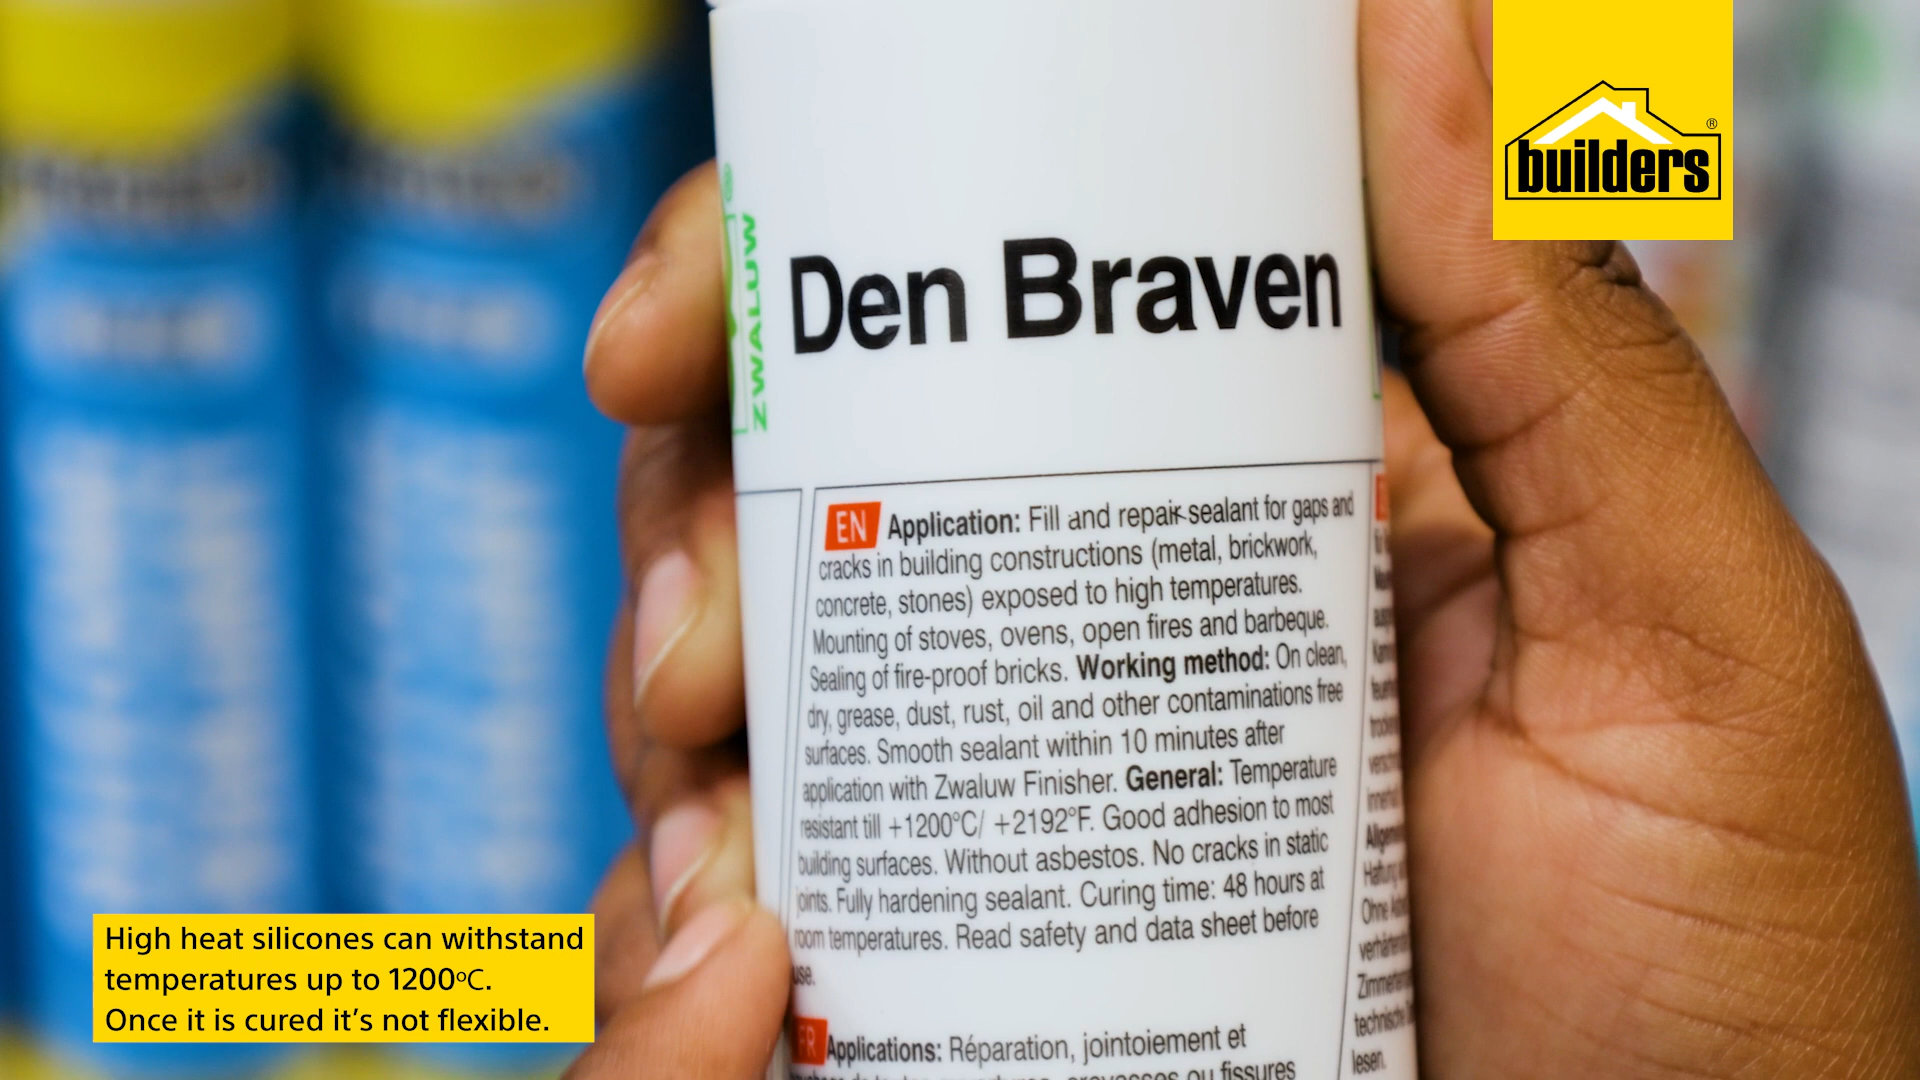 builders
®
ZWALUW
®
Den Braven
EN Application: Fill and repair sealant for gaps and
cracks in building constructions (metal, brickwork,
concrete, stones) exposed to high temperatures.
Mounting of stoves, ovens, open fires and barbeque.
Sealing of fire-proof bricks. Working method: On clean,
dry, grease, dust, rust, oil and other contaminations free
surfaces. Smooth sealant within 10 minutes after
application with Zwaluw Finisher. General: Temperature
resistant till +1200°C/ +2192°F. Good adhesion to most
building surfaces. Without asbestos. No cracks in static
joints. Fully hardening sealant. Curing time: 48 hours at
room temperatures. Read safety and data sheet before
use.
FR Applications: Réparation, jointoiement et
ou fissures
technische
lesen.
High heat silicones can withstand
temperatures up to 1200°C.
Once it is cured it's not flexible.